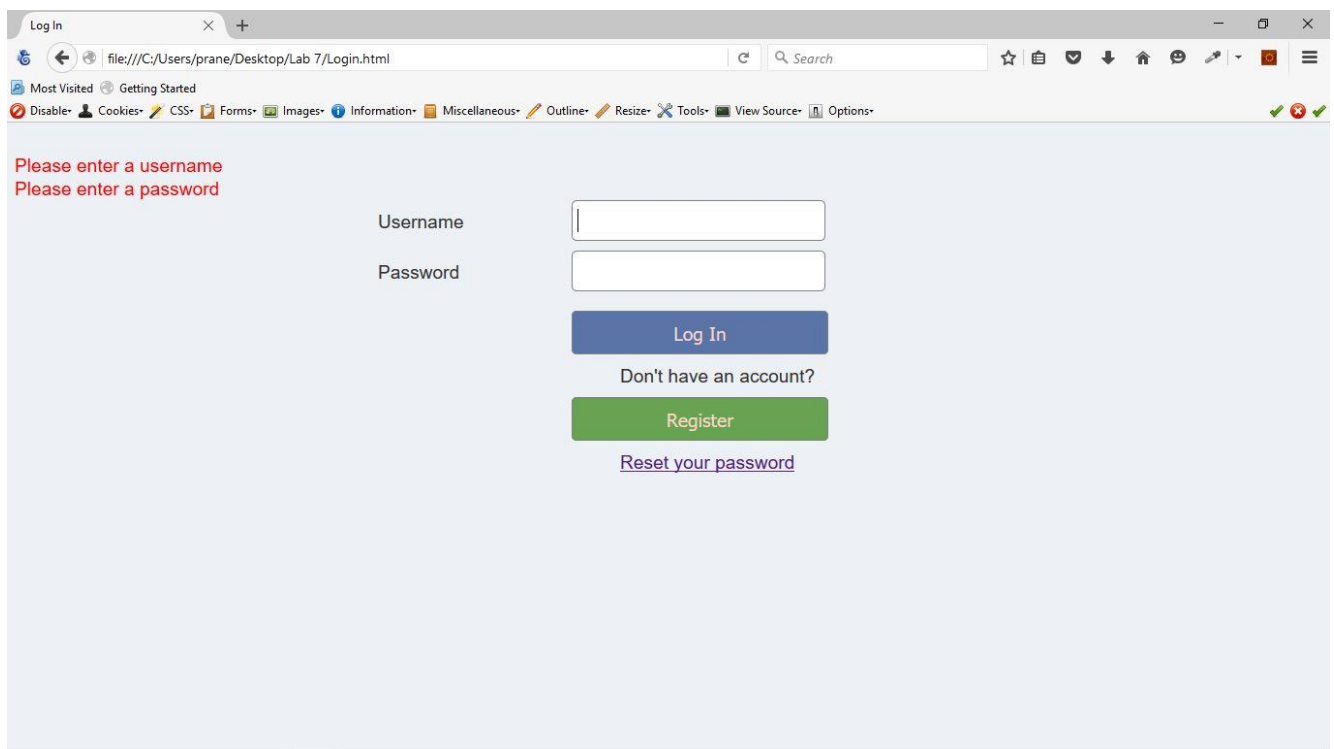 Log In
file:///C:/Users/prane/Desktop/Lab 7/Login.html
Search
Most Visited Getting Started
Disable Cookies CSS Forms Images Information Miscellaneous Outline Resize Tools View Source Options
Please enter a username
Please enter a password
Username
Password
Log In
Don't have an account?
Register
Reset your password